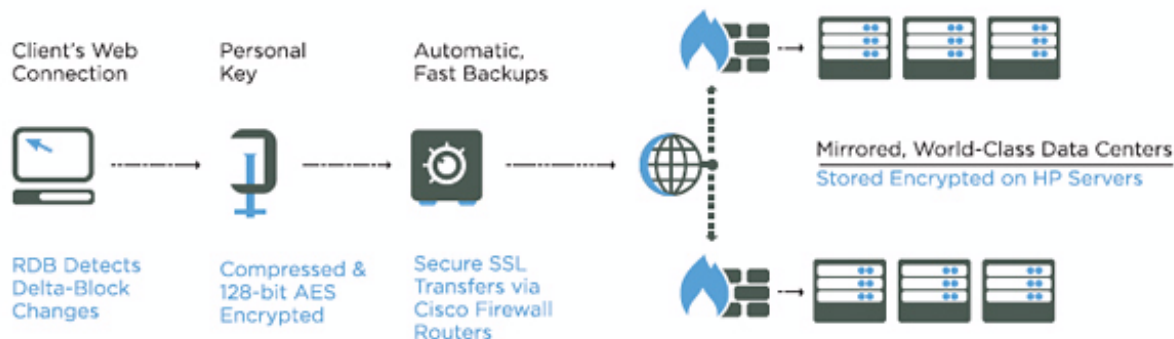 Client's Web
Connection
Personal
Key
Automatic,
Fast Backups
Mirrored, World-Class Data Centers
Stored Encrypted on HP Servers
RDB Detects
Delta-Block
Changes
Compressed &
128-bit AES
Encrypted
Secure SSL
Transfers via
Cisco Firewall
Routers